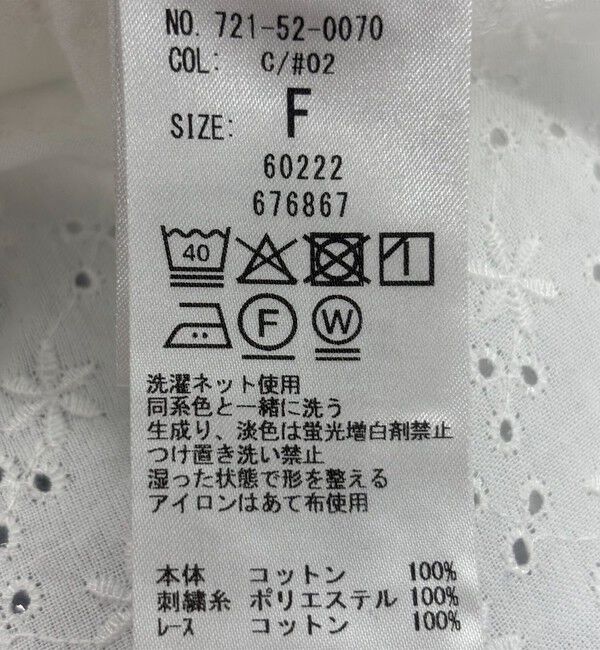 NO. 721-52-0070
COL: C/#02
SIZE: F
60222
676867
40
F W
洗濯ネット使用
同系色と一緒に洗う
生成り、淡色は蛍光増白剤禁止
つけ置き洗い禁止
湿った状態で形を整える
アイロンはあて布使用
本体 コットン 100%
刺繍糸 ポリエステル 100%
レース コットン 100%